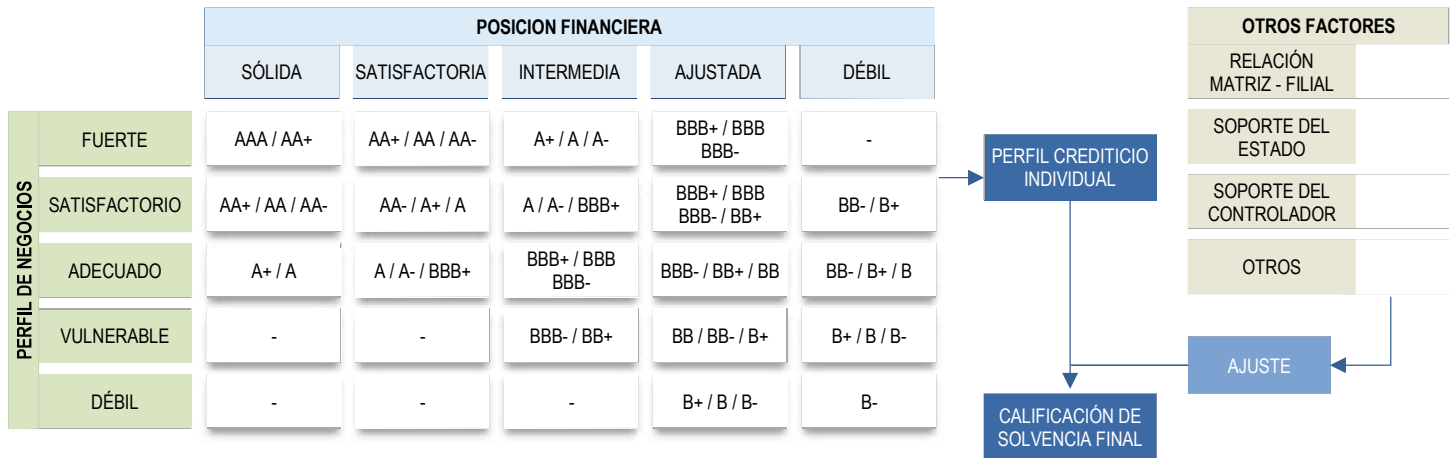 POSICION FINANCIERA
SÓLIDA
SATISFACTORIA
INTERMEDIA
AJUSTADA
DÉBIL
PERFIL DE NEGOCIOS
FUERTE
AAA / AA+
AA+ / AA / AA-
A+ / A / A-
BBB+ / BBB
BBB-
-
SATISFACTORIO
AA+ / AA / AA-
AA- / A+ / A
A / A- / BBB+
BBB+ / BBB
BBB- / BB+
BB- / B+
ADECUADO
A+ / A
A / A- / BBB+
BBB+ / BBB
BBB-
BBB- / BB+ / BB
BB- / B+ / B
VULNERABLE
-
-
BBB- / BB+
BB / BB- / B+
B+ / B / B-
DÉBIL
-
-
-
B+ / B / B-
B-
PERFIL CREDITICIO
INDIVIDUAL
CALIFICACIÓN DE
SOLVENCIA FINAL
OTROS FACTORES
RELACIÓN
MATRIZ - FILIAL
SOPORTE DEL
ESTADO
SOPORTE DEL
CONTROLADOR
OTROS
AJUSTE